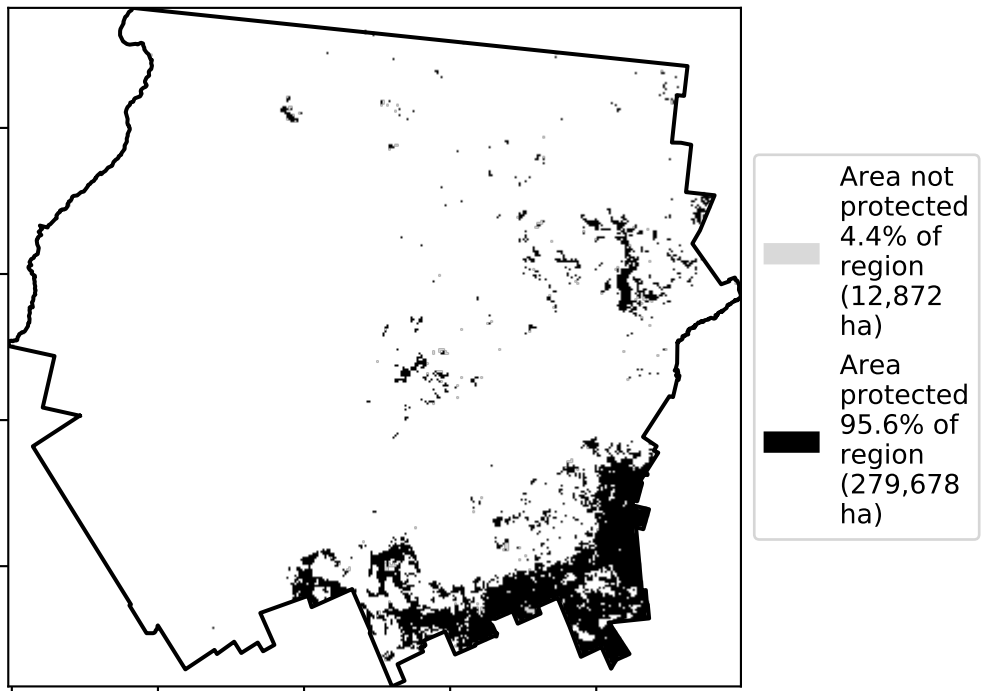 Area not
protected
4.4% of
region
(12,872
ha)
Area
protected
95.6% of
region
(279,678
ha)